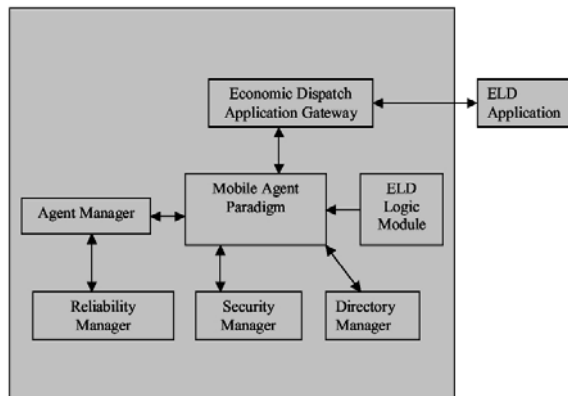 Economic Dispatch
Application Gateway
ELD
Application
Mobile Agent
Paradigm
ELD
Logic
Module
Agent Manager
Reliability
Manager
Security
Manager
Directory
Manager